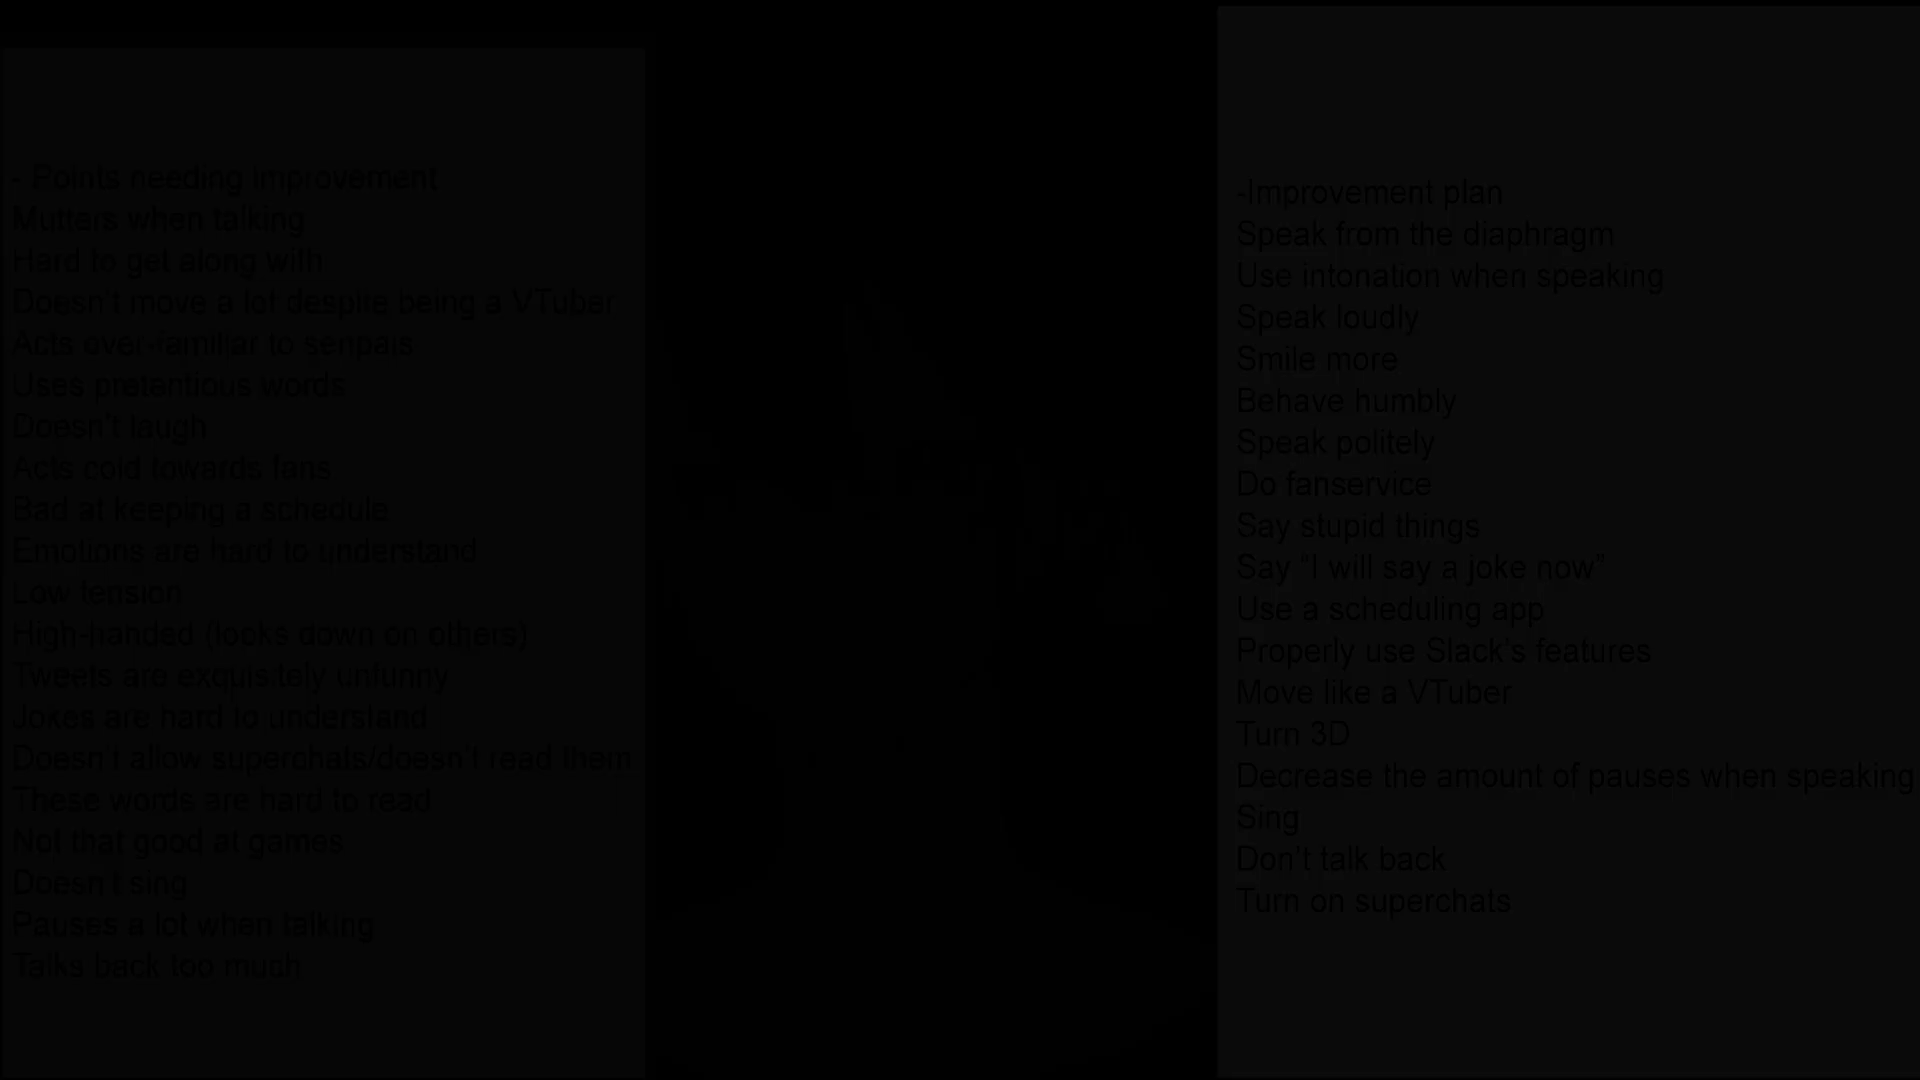 - Points needing improvement
Mutters when talking
Hard to get along with
Doesn't move a lot despite being a VTuber
Acts over-familiar to senpais
Uses pretentious words
Doesn't laugh
Acts cold towards fans
Bad at keeping a schedule
Emotions are hard to understand
Low tension
High-handed (looks down on others)
Tweets are exquisitely unfunny
Jokes are hard to understand
Doesn't allow superchats/doesn't read them
These words are hard to read
Not that good at games
Doesn't sing
Pauses a lot when talking
Talks back too much
-Improvement plan
Speak from the diaphragm
Use intonation when speaking
Speak loudly
Smile more
Behave humbly
Speak politely
Do fanservice
Say stupid things
Say “I will say a joke now”
Use a scheduling app
Properly use Slack's features
Move like a VTuber
Turn 3D
Decrease the amount of pauses when speaking
Sing
Don't talk back
Turn on superchats